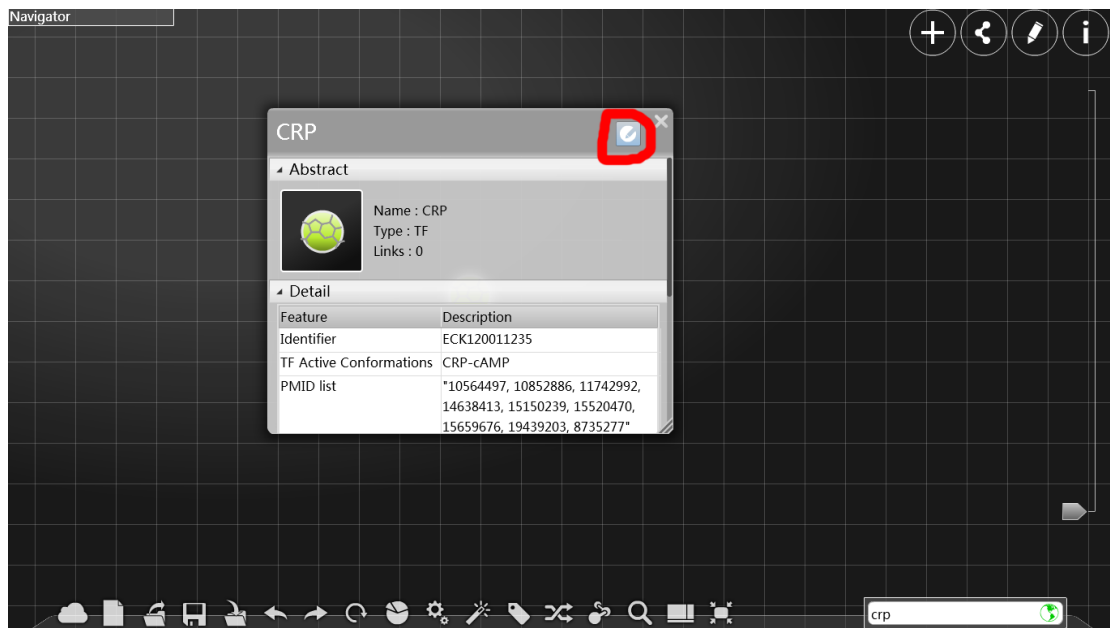 Navigator
CRP
Abstract
Name : CRP
Type : TF
Links : 0
Detail
Feature Description
Identifier ECK120011235
TF Active Conformations CRP-cAMP
PMID list "10564497, 10852886, 11742992,
14638413, 15150239, 15520470,
15659676, 19439203, 8735277"
crp